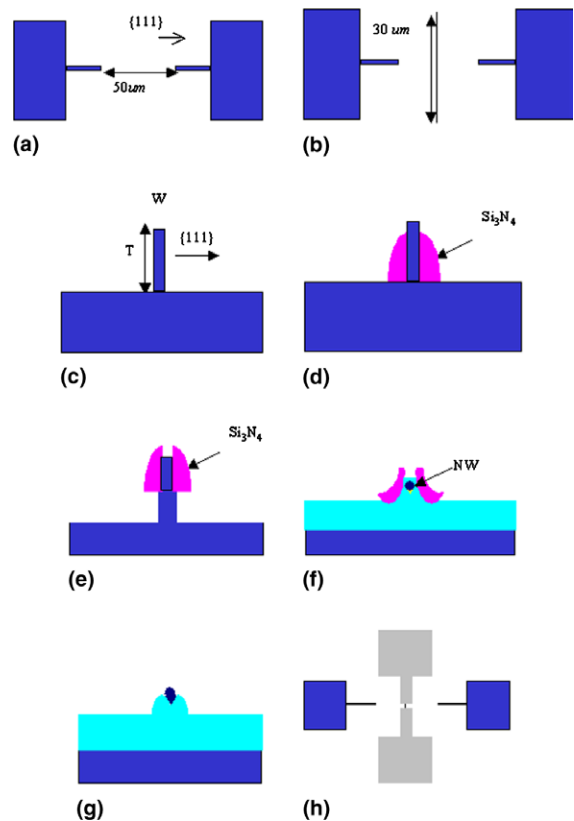 {111}
50um
(a)
30 um
(b)
W
T
{111}
(c)
Si₃N₄
(d)
Si₃N₄
(e)
NW
(f)
(g)
(h)